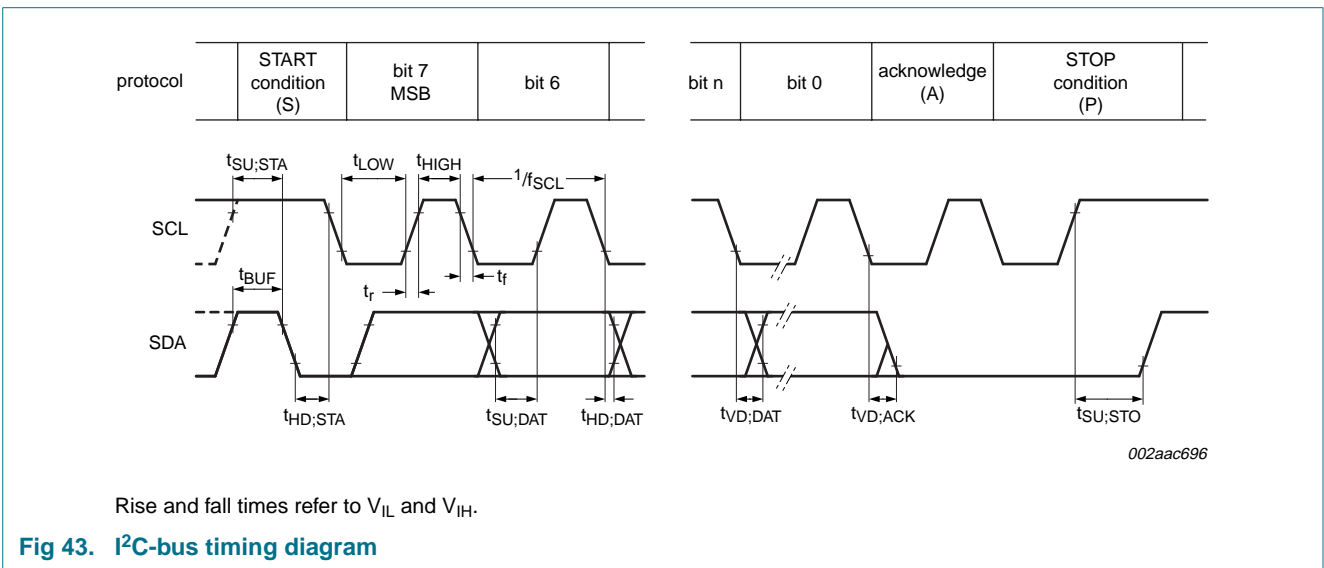 protocol
START
condition
(S)
bit 7
MSB
bit 6
bit n
bit 0
acknowledge
(A)
STOP
condition
(P)
tSU;STA
tLOW
tHIGH
1/fSCL
SCL
tBUF
tr
tf
SDA
tHD;STA
tSU;DAT
tHD;DAT
tVD;DAT
tVD;ACK
tSU;STO
002aac696
Rise and fall times refer to VIL and VIH.
Fig 43. I2C-bus timing diagram